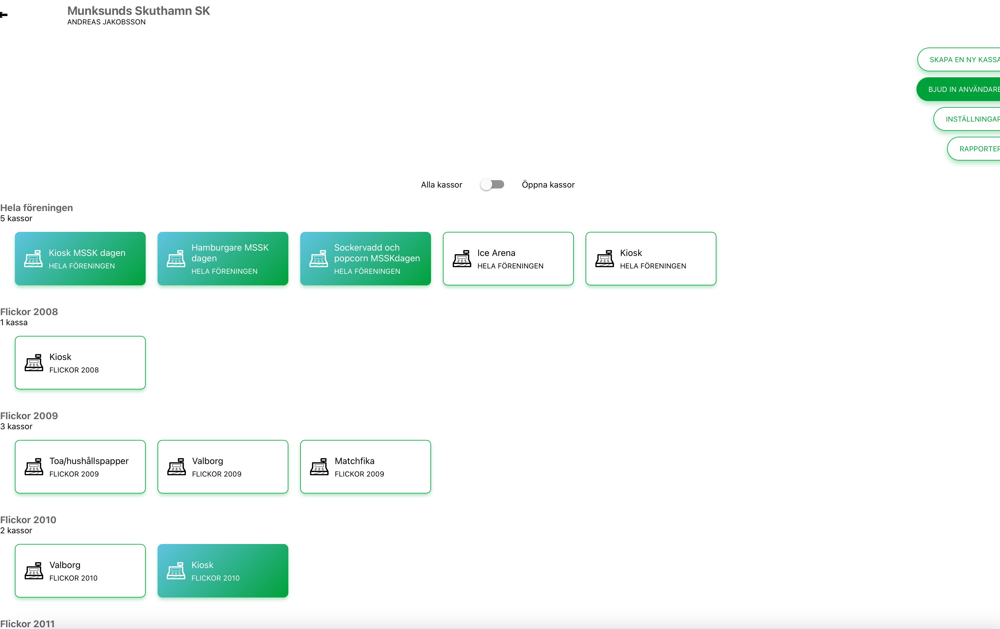 Munksunds Skuthamn SK
ANDREAS JAKOBSSON
SKAPA EN NY KASSA
BJUD IN ANVÄNDARE
INSTÄLLNINGAR
RAPPORTER
Alla kassor
Öppna kassor
Hela föreningen
5 kassor
Kiosk MSSK dagen
HELA FÖRENINGEN
Hamburgare MSSK
dagen
HELA FÖRENINGEN
Sockervadd och
popcorn MSSKdagen
HELA FÖRENINGEN
Ice Arena
HELA FÖRENINGEN
Kiosk
HELA FÖRENINGEN
Flickor 2008
1 kassa
Kiosk
FLICKOR 2008
Flickor 2009
3 kassor
Toa/hushållspapper
FLICKOR 2009
Valborg
FLICKOR 2009
Matchfika
FLICKOR 2009
Flickor 2010
2 kassor
Valborg
FLICKOR 2010
Kiosk
FLICKOR 2010
Flickor 2011